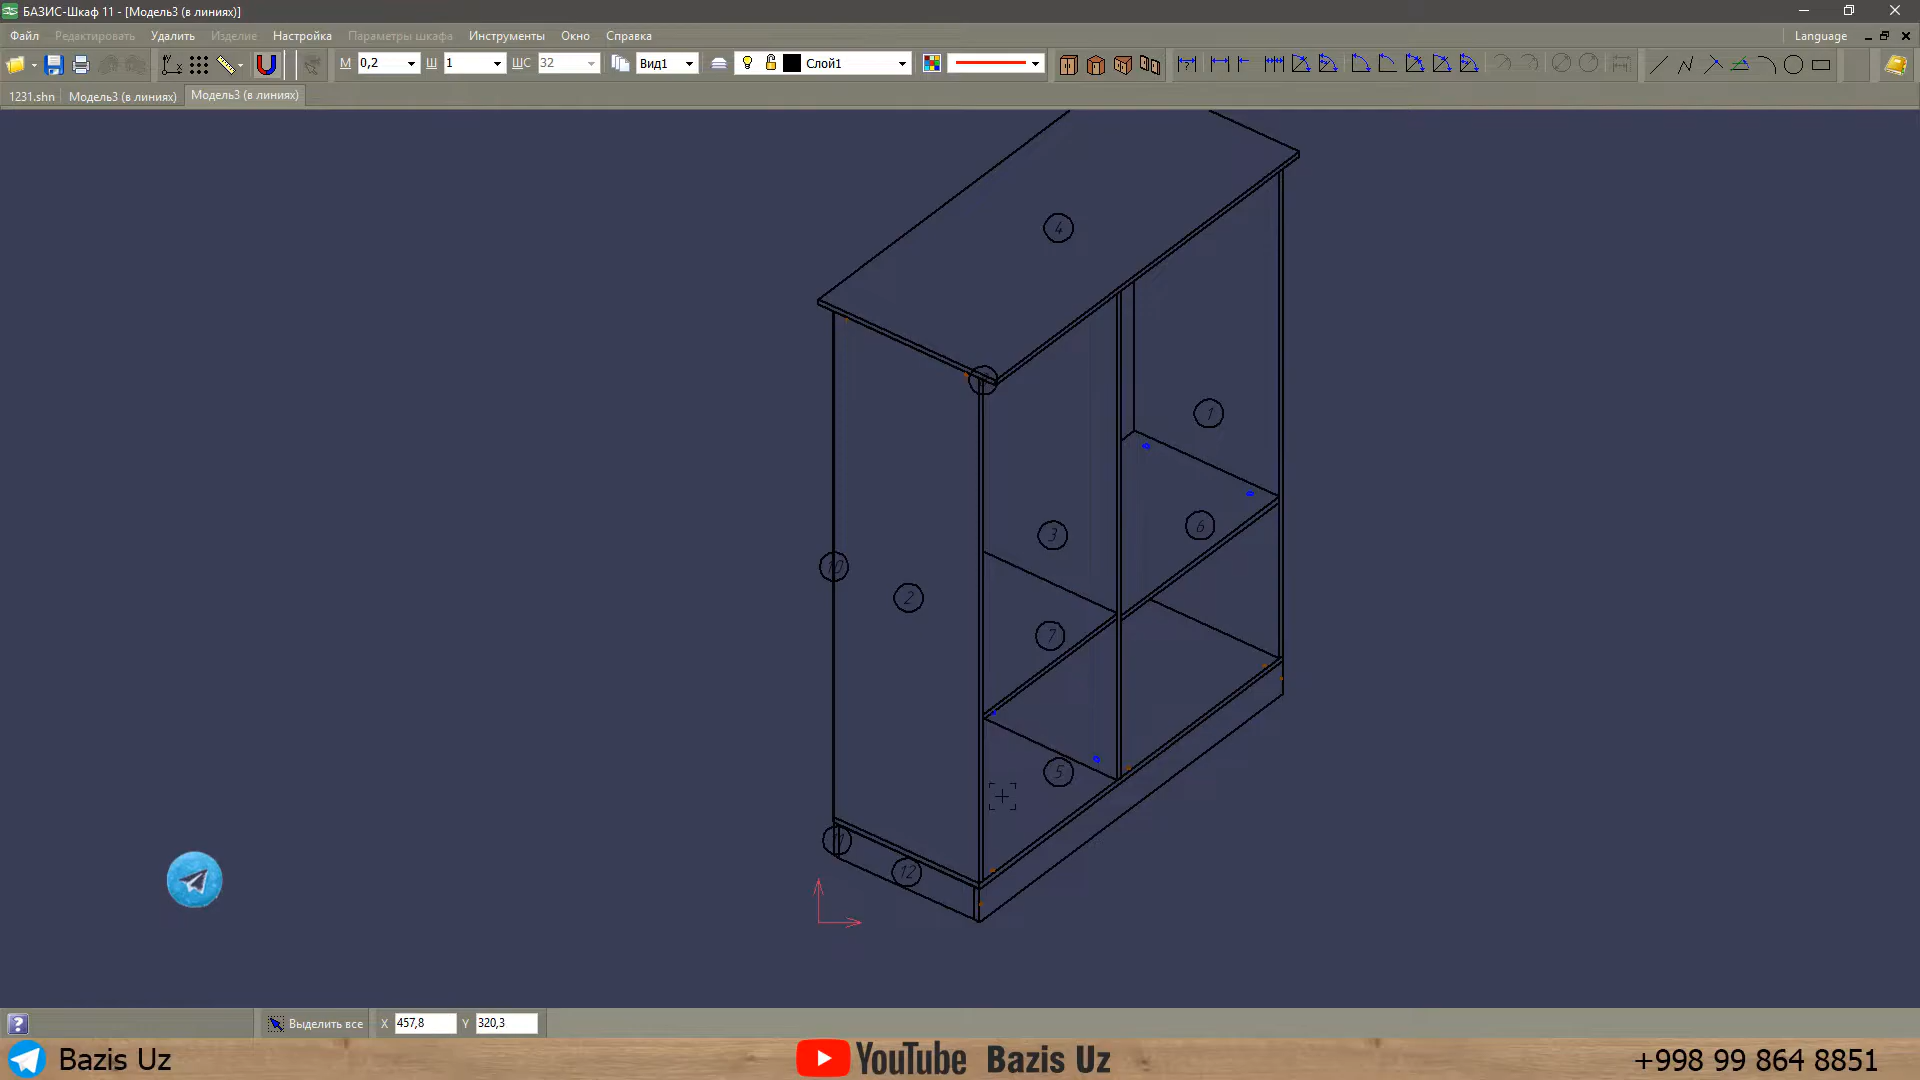 БАЗИС-Шкаф 11 - [Модель3 (в линиях)]
Файл Редактировать Удалить Изделие Настройка Параметры шкафа Инструменты Окно Справка Language
М 0,2 Ш 1 ШС 32 Вид1 Слой1
1231.shn Модель3 (в линиях) Модель3 (в линиях)
4
1
3
6
10
2
7
5
11
12
Выделить все X 457,8 Y 320,3
Bazis Uz YouTube Bazis Uz +998 99 864 8851